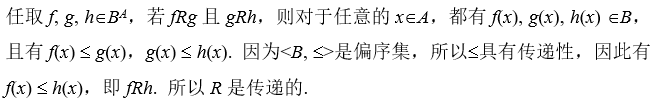 任取 f, g, h∈Bᴬ，若 fRg 且 gRh，则对于任意的 x∈A，都有 f(x), g(x), h(x) ∈B，
且有 f(x) ≤ g(x)，g(x) ≤ h(x). 因为<B, ≤>是偏序集，所以≤具有传递性，因此有
f(x) ≤ h(x)，即 fRh. 所以 R 是传递的.